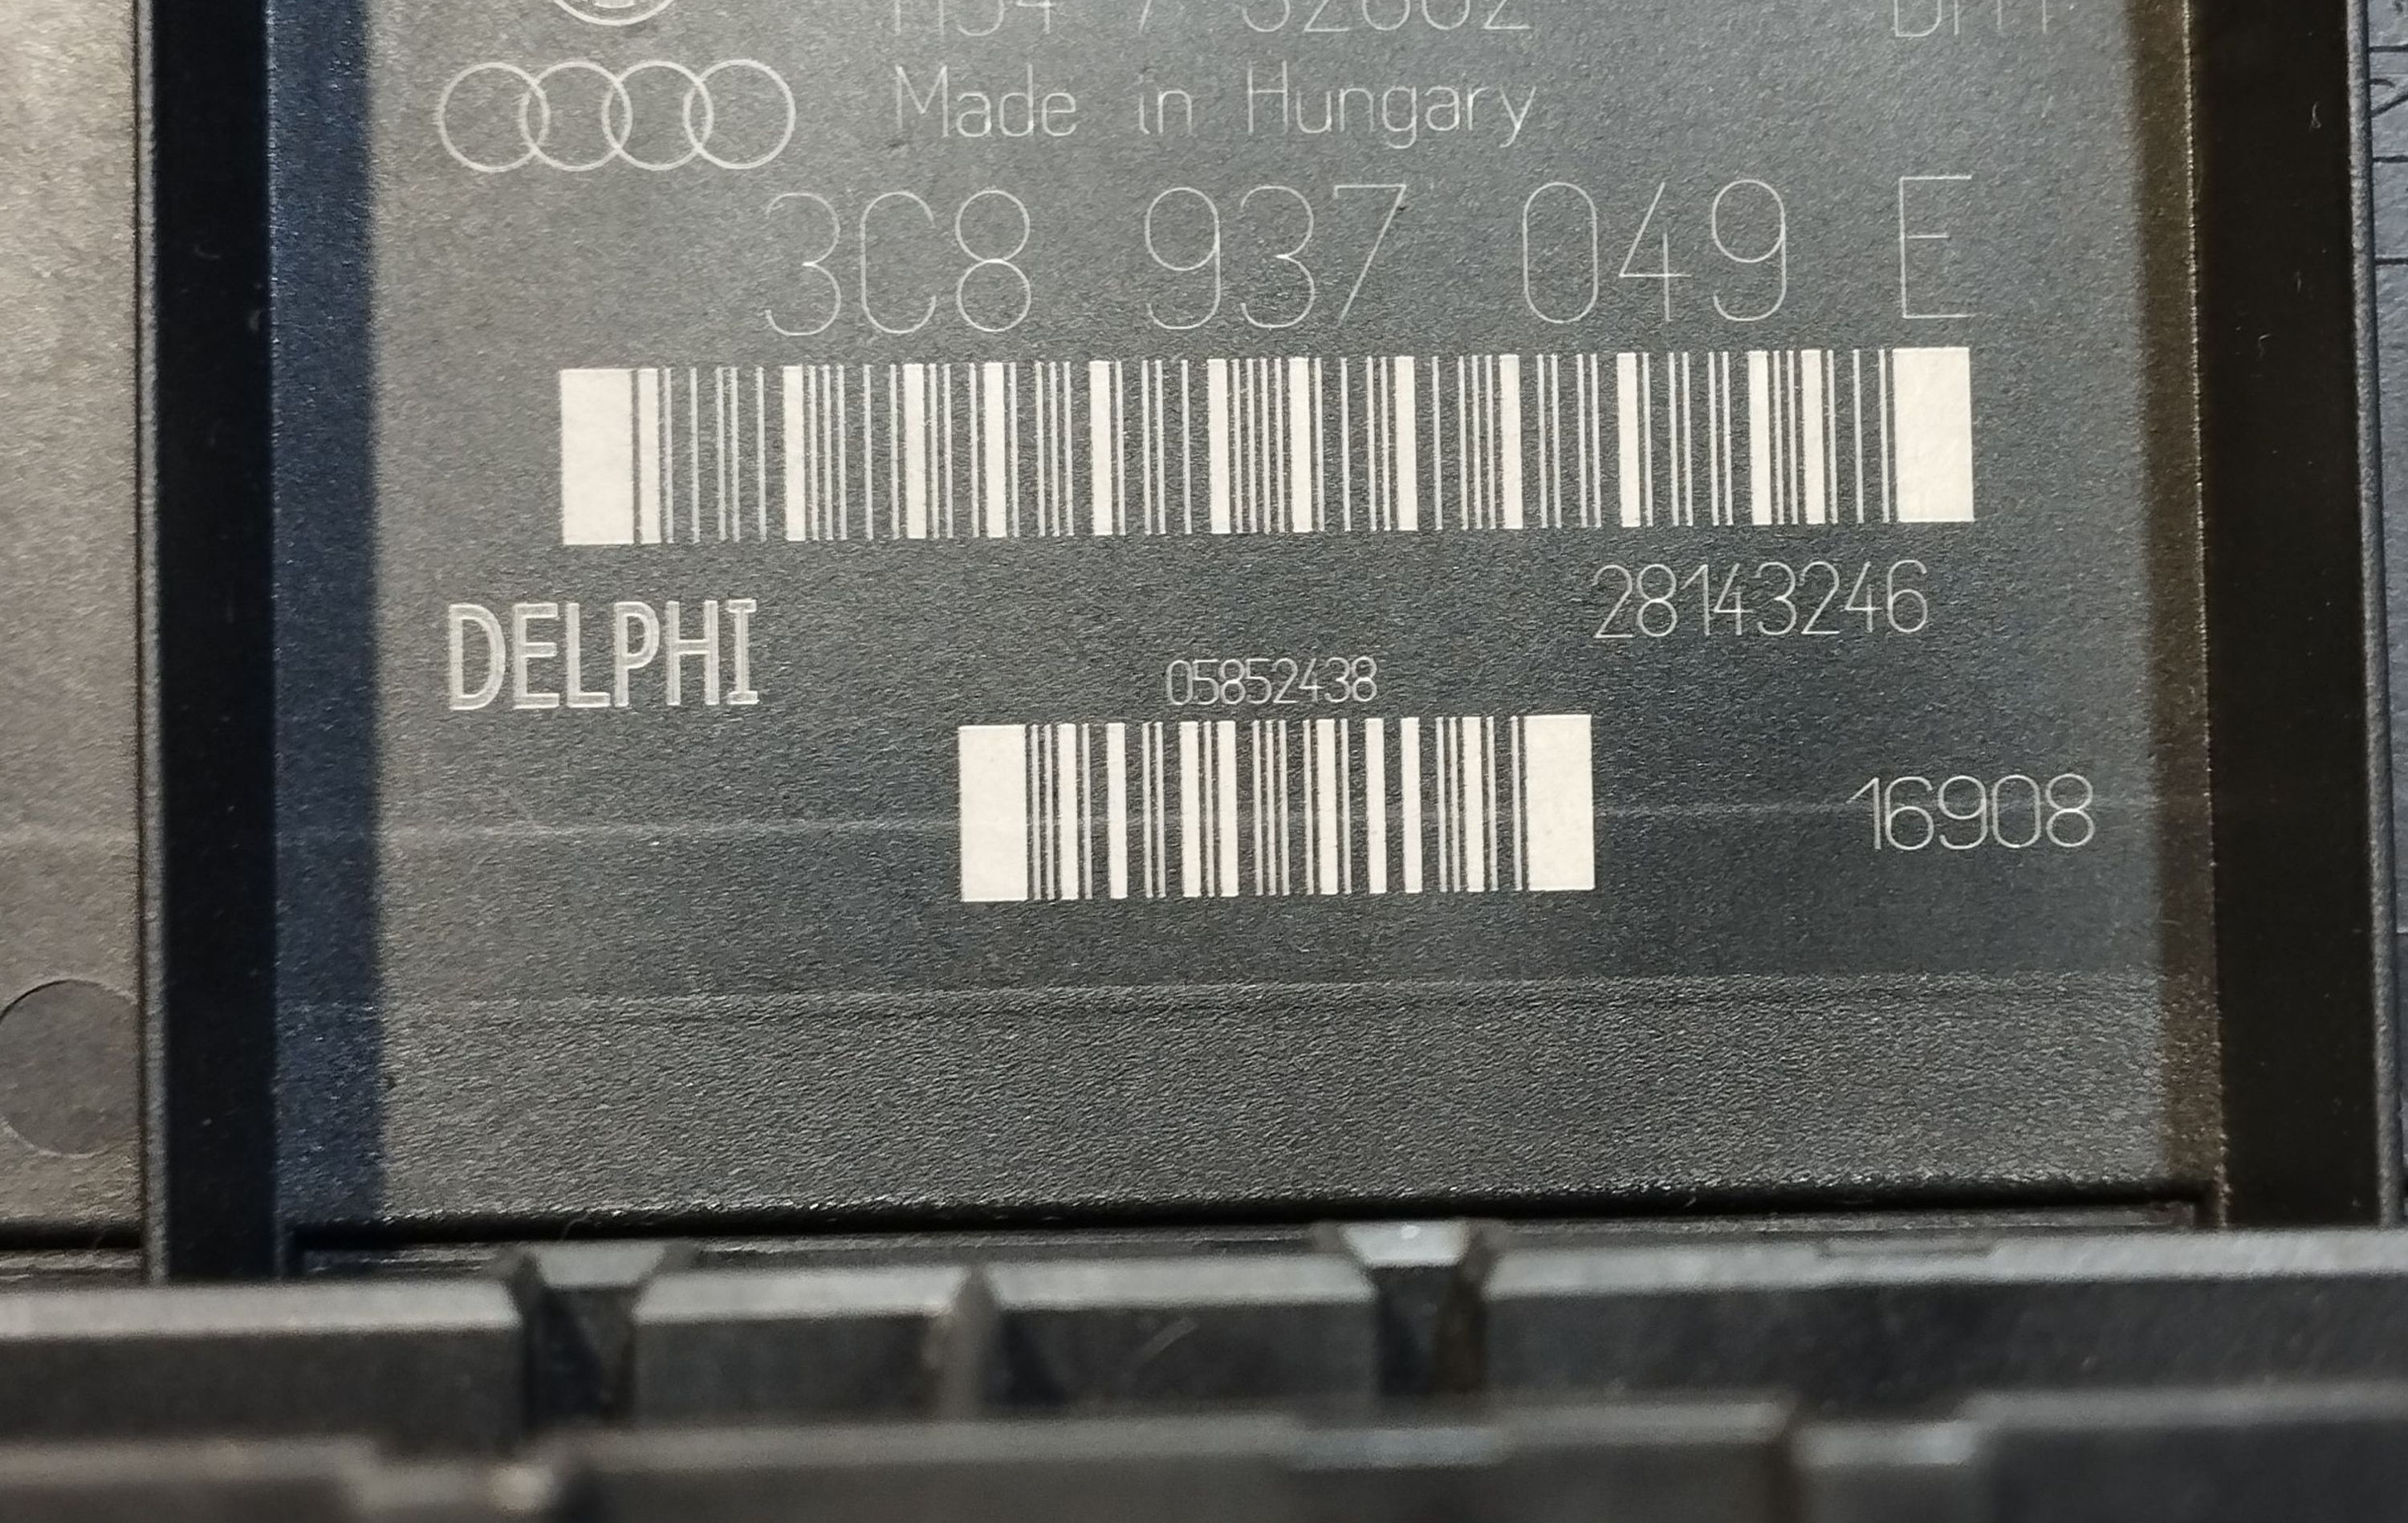 Made in Hungary
3C8 937 049 E
28143246
DELPHI
05852438
16908